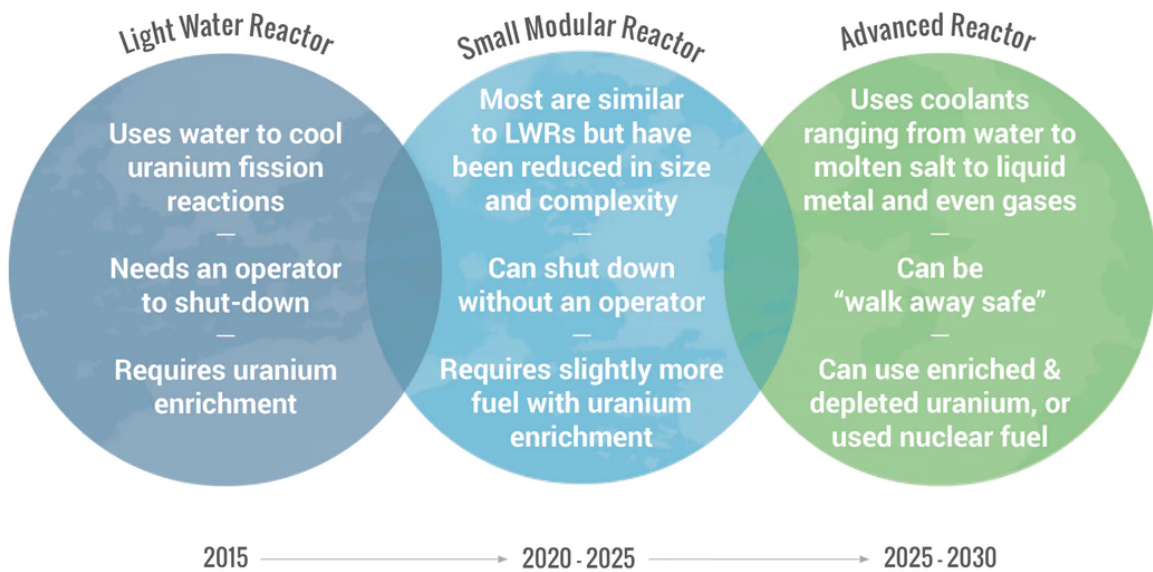 Light Water Reactor
Uses water to cool
uranium fission
reactions
—
Needs an operator
to shut-down
—
Requires uranium
enrichment
Small Modular Reactor
Most are similar
to LWRs but have
been reduced in size
and complexity
—
Can shut down
without an operator
—
Requires slightly more
fuel with uranium
enrichment
Advanced Reactor
Uses coolants
ranging from water to
molten salt to liquid
metal and even gases
—
Can be
“walk away safe”
—
Can use enriched &
depleted uranium, or
used nuclear fuel
2015
2020 - 2025
2025 - 2030